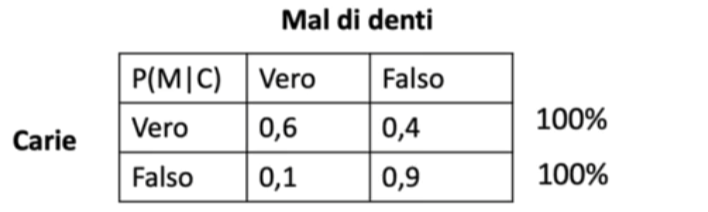 Mal di denti
P(M|C) Vero Falso
Carie
Vero 0,6 0,4 100%
Falso 0,1 0,9 100%